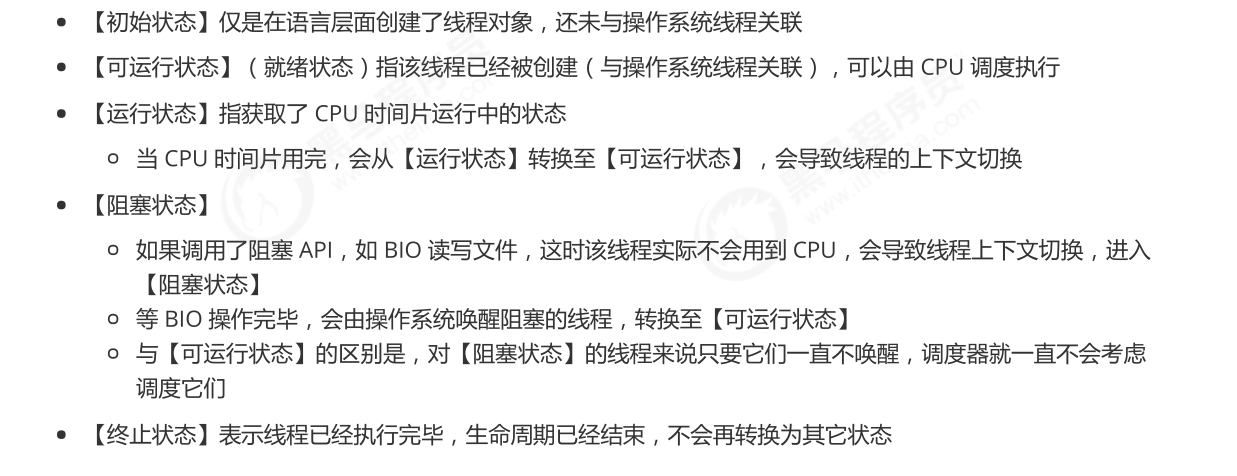 【初始状态】仅是在语言层面创建了线程对象，还未与操作系统线程关联
【可运行状态】（就绪状态）指该线程已经被创建（与操作系统线程关联），可以由 CPU 调度执行
【运行状态】指获取了 CPU 时间片运行中的状态
当 CPU 时间片用完，会从【运行状态】转换至【可运行状态】，会导致线程的上下文切换
【阻塞状态】
如果调用了阻塞 API，如 BIO 读写文件，这时该线程实际不会用到 CPU，会导致线程上下文切换，进入
【阻塞状态】
等 BIO 操作完毕，会由操作系统唤醒阻塞的线程，转换至【可运行状态】
与【可运行状态】的区别是，对【阻塞状态】的线程来说只要它们一直不唤醒，调度器就一直不会考虑
调度它们
【终止状态】表示线程已经执行完毕，生命周期已经结束，不会再转换为其它状态